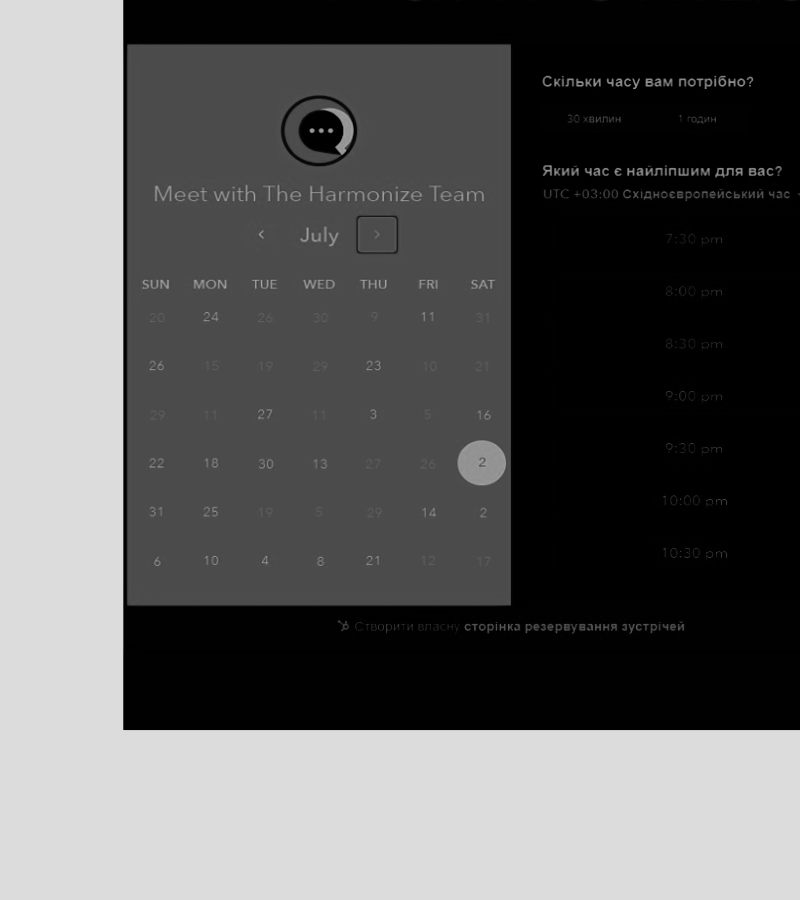 Meet with The Harmonize Team
July
SUN MON TUE WED THU FRI SAT
20 24 26 30 9 11 31
26 15 19 29 23 10 21
29 11 27 11 3 5 16
22 18 30 13 27 26 2
31 25 19 5 29 14 2
6 10 4 8 21 12 17
Скільки часу вам потрібно?
30 хвилин 1 годин
Який час є найліпшим для вас?
UTC +03:00 Східноєвропейський час
7:30 pm
8:00 pm
8:30 pm
9:00 pm
9:30 pm
10:00 pm
10:30 pm
Створити власну сторінка резервування зустрічей